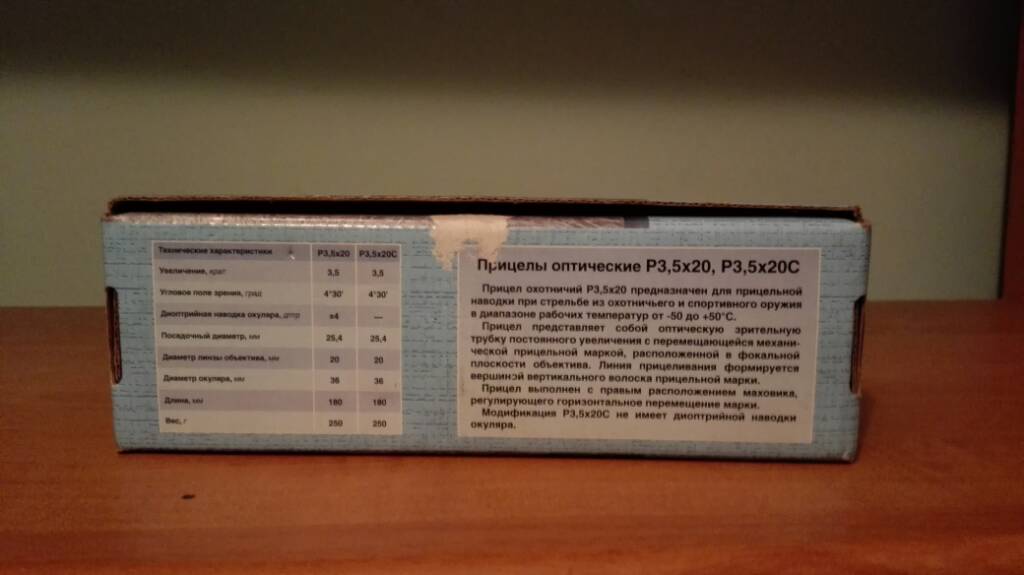 Технические характеристики Р3,5х20 Р3,5х20С
Увеличение, крат 3,5 3,5
Угловое поле зрения, град 4°30' 4°30'
Диоптрийная наводка окуляра, дптр ±4 —
Посадочный диаметр, мм 25,4 25,4
Диаметр линзы объектива, мм 20 20
Диаметр окуляра, мм 36 36
Длина, мм 180 180
Вес, г 250 250
Прицелы оптические Р3,5х20, Р3,5х20С
Прицел охотничий Р3,5х20 предназначен для прицельной
наводки при стрельбе из охотничьего и спортивного оружия
в диапазоне рабочих температур от -50 до +50°С.
Прицел представляет собой оптическую зрительную
трубку постоянного увеличения с перемещающейся механи-
ческой прицельной маркой, расположенной в фокальной
плоскости объектива. Линия прицеливания формируется
вершиной вертикального волоска прицельной марки.
Прицел выполнен с правым расположением маховика,
регулирующего горизонтальное перемещение марки.
Модификация Р3,5х20С не имеет диоптрийной наводки
окуляра.